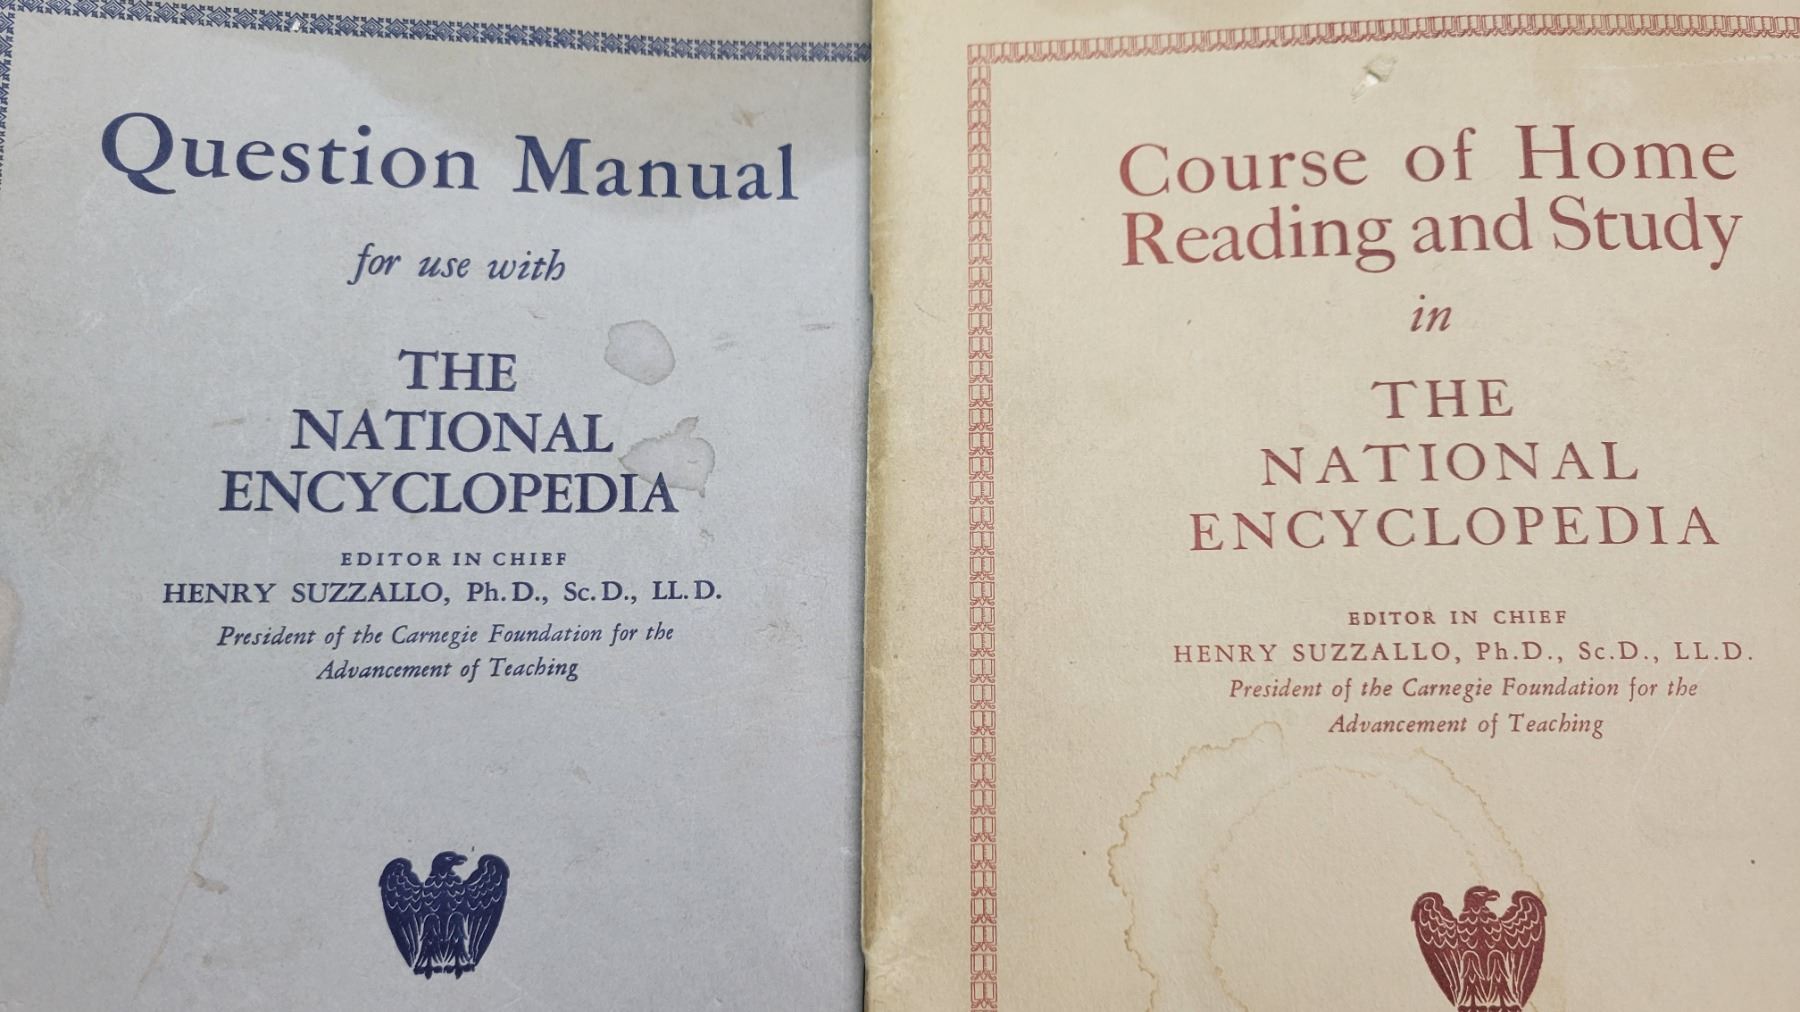 Question Manual
for use with
THE
NATIONAL
ENCYCLOPEDIA
EDITOR IN CHIEF
HENRY SUZZALLO, Ph. D., Sc. D., LL. D.
President of the Carnegie Foundation for the
Advancement of Teaching
Course of Home
Reading and Study
in
THE
NATIONAL
ENCYCLOPEDIA
EDITOR IN CHIEF
HENRY SUZZALLO, Ph.D., Sc.D., LL.D.
President of the Carnegie Foundation for the
Advancement of Teaching